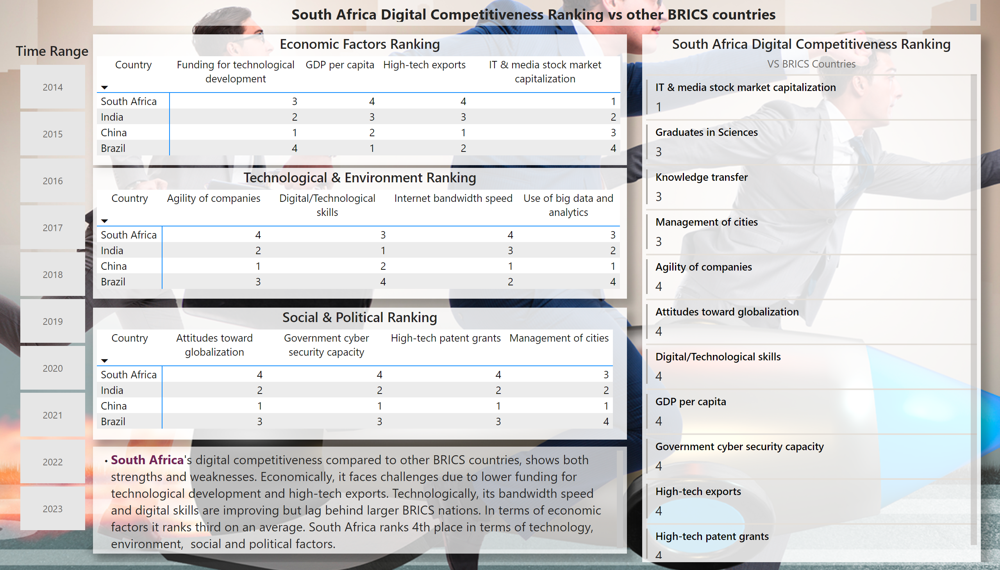 South Africa Digital Competitiveness Ranking vs other BRICS countries
Time Range
2014
2015
2016
2017
2018
2019
2020
2021
2022
2023
Economic Factors Ranking
Country Funding for technological development GDP per capita High-tech exports IT & media stock market capitalization
South Africa 3 4 4 1
India 2 3 3 2
China 1 2 1 3
Brazil 4 1 2 4
Technological & Environment Ranking
Country Agility of companies Digital/Technological skills Internet bandwidth speed Use of big data and analytics
South Africa 4 3 4 3
India 2 1 3 2
China 1 2 1 1
Brazil 3 4 2 4
Social & Political Ranking
Country Attitudes toward globalization Government cyber security capacity High-tech patent grants Management of cities
South Africa 4 4 4 3
India 2 2 2 2
China 1 1 1 1
Brazil 3 3 3 4
• South Africa's digital competitiveness compared to other BRICS countries, shows both
strengths and weaknesses. Economically, it faces challenges due to lower funding for
technological development and high-tech exports. Technologically, its bandwidth speed
and digital skills are improving but lag behind larger BRICS nations. In terms of economic
factors it ranks third on an average. South Africa ranks 4th place in terms of technology,
environment,  social and political factors.
South Africa Digital Competitiveness Ranking
VS BRICS Countries
IT & media stock market capitalization
1
Graduates in Sciences
3
Knowledge transfer
3
Management of cities
3
Agility of companies
4
Attitudes toward globalization
4
Digital/Technological skills
4
GDP per capita
4
Government cyber security capacity
4
High-tech exports
4
High-tech patent grants
4